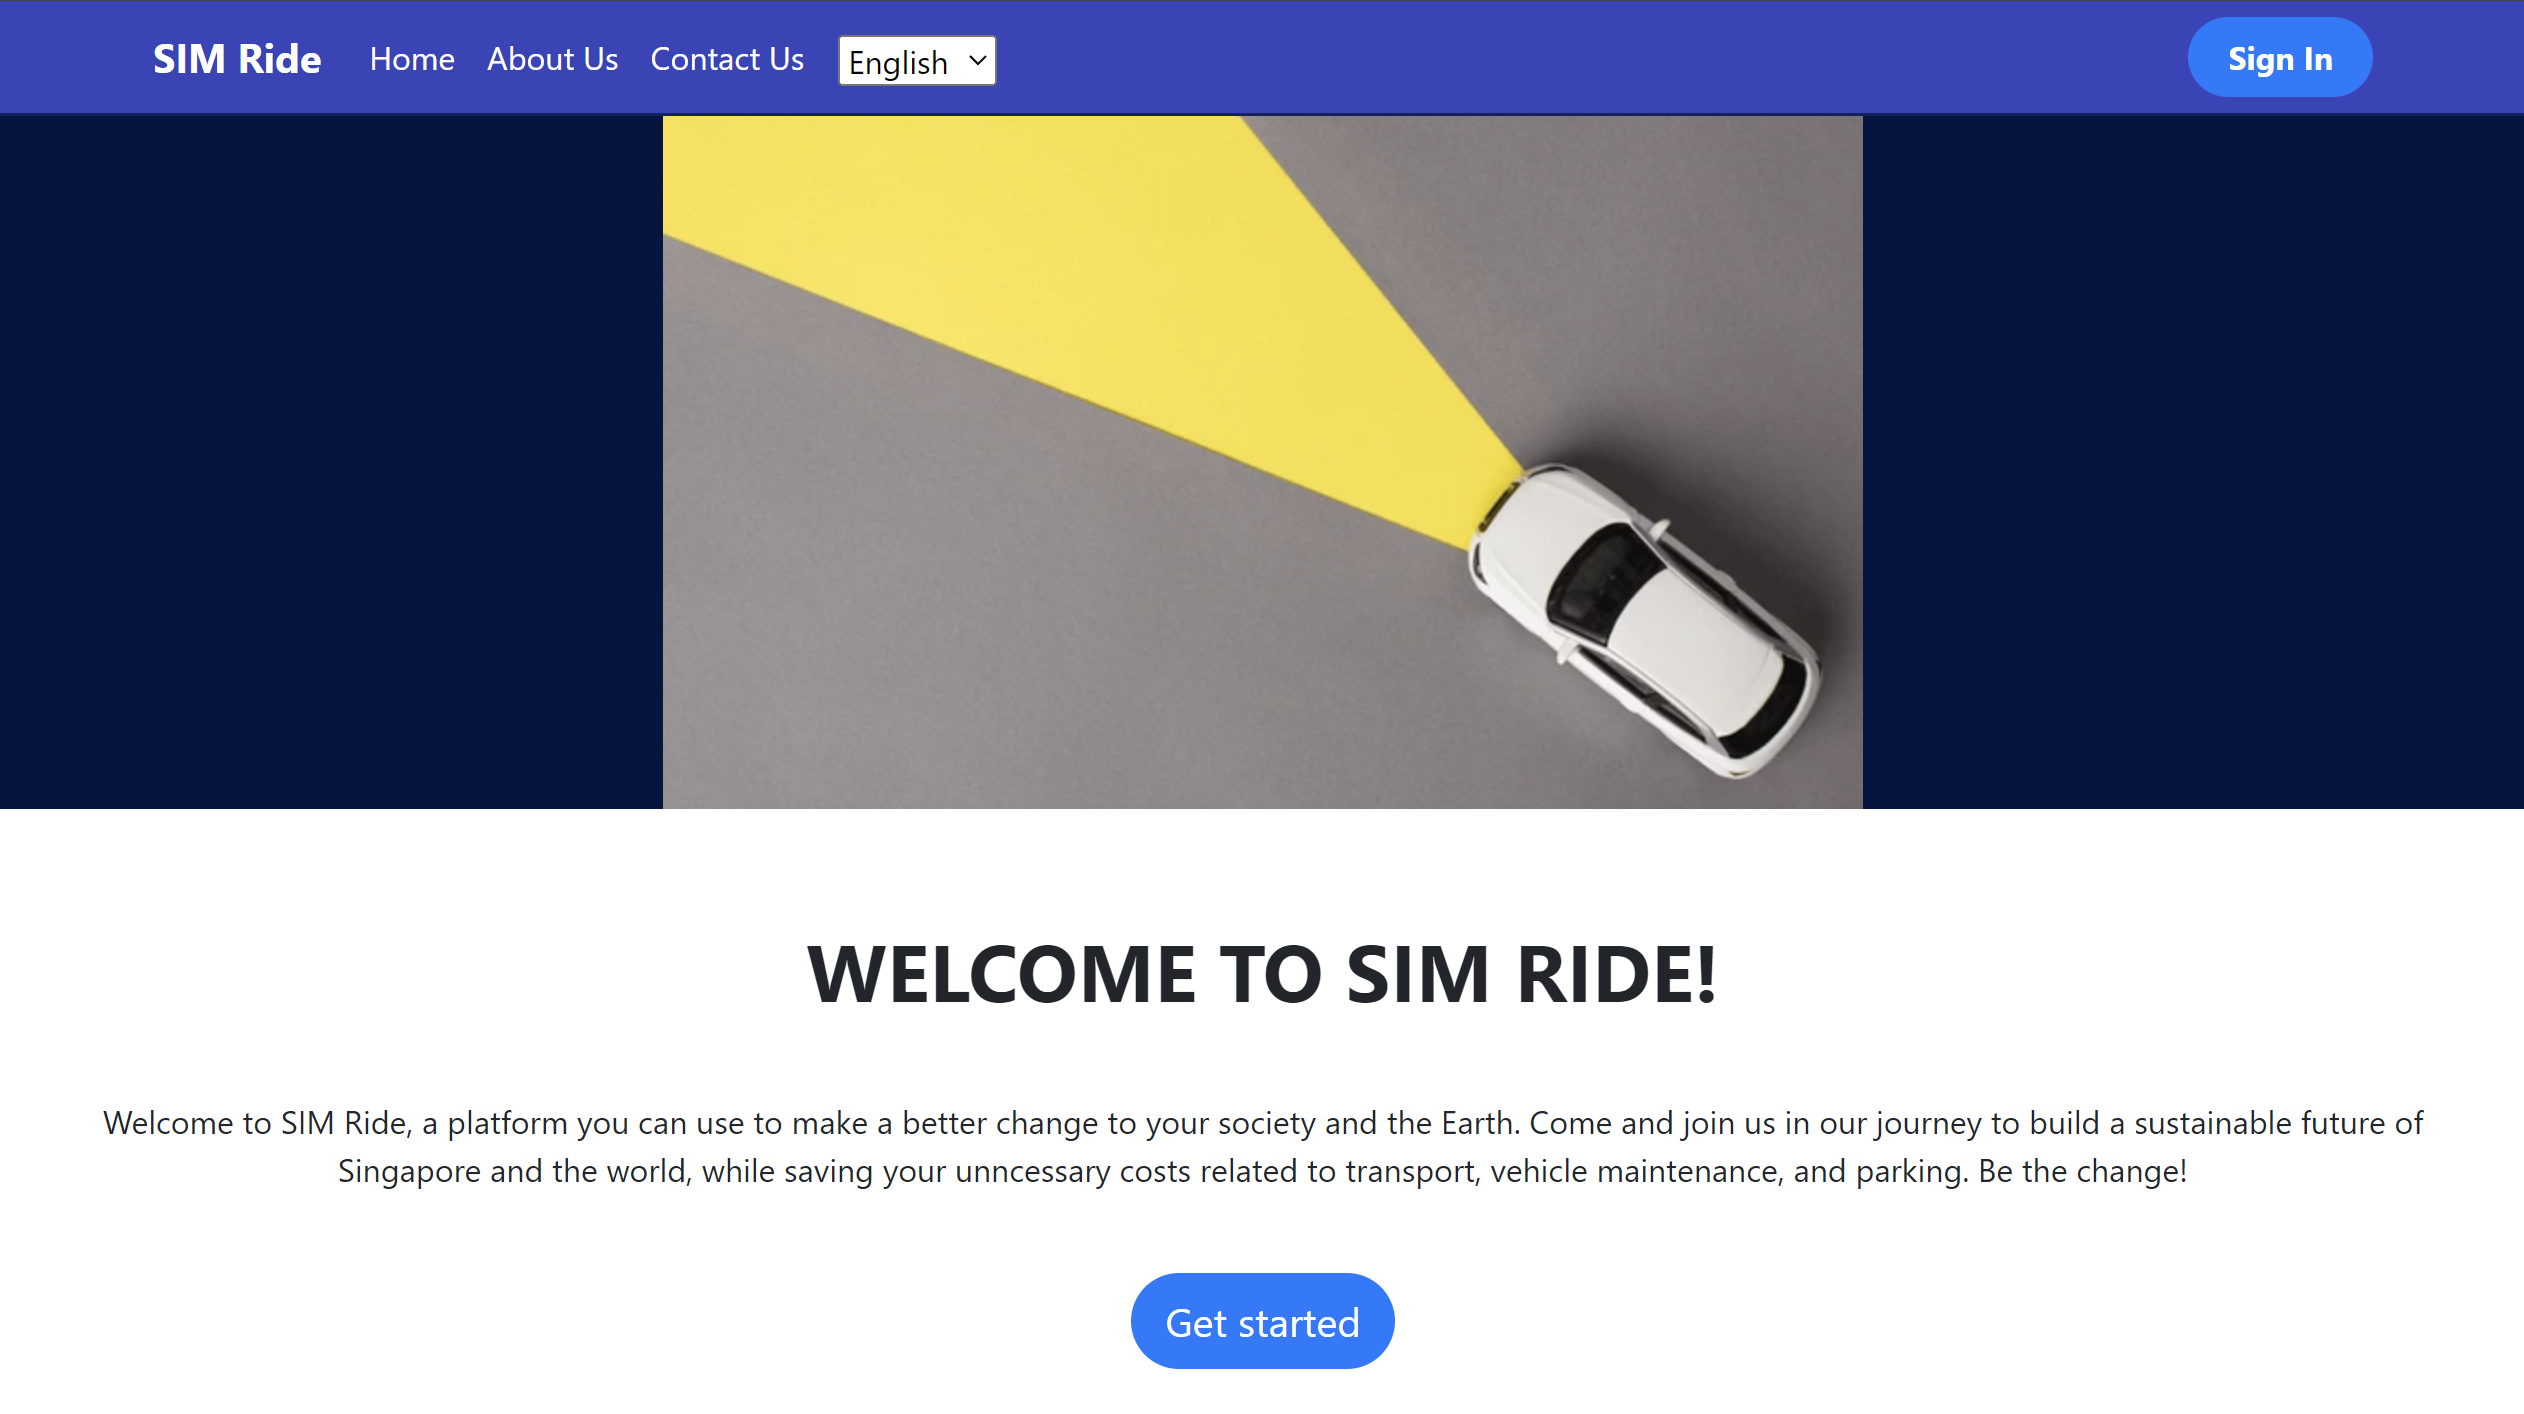 SIM Ride Home About Us Contact Us English Sign In
WELCOME TO SIM RIDE!
Welcome to SIM Ride, a platform you can use to make a better change to your society and the Earth. Come and join us in our journey to build a sustainable future of
Singapore and the world, while saving your unncessary costs related to transport, vehicle maintenance, and parking. Be the change!
Get started